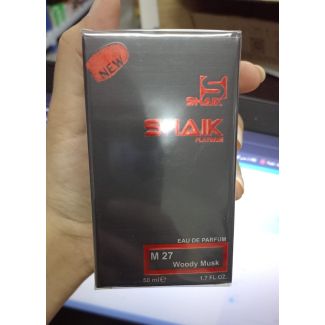 NEW
SHAIK
SHAIK
PLATINUM
EAU DE PARFUM
M 27
Woody Musk
50 ml℮ 1.7 FL.OZ.